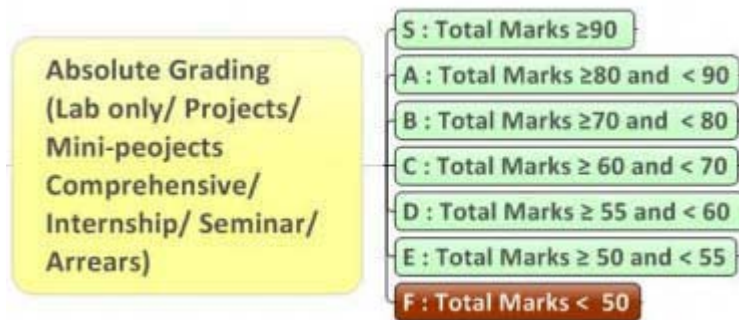 Absolute Grading
(Lab only/ Projects/
Mini-peojects
Comprehensive/
Internship/ Seminar/
Arrears)
S : Total Marks ≥90
A : Total Marks ≥80 and < 90
B : Total Marks ≥70 and < 80
C : Total Marks ≥ 60 and < 70
D : Total Marks ≥ 55 and < 60
E : Total Marks ≥ 50 and < 55
F : Total Marks < 50